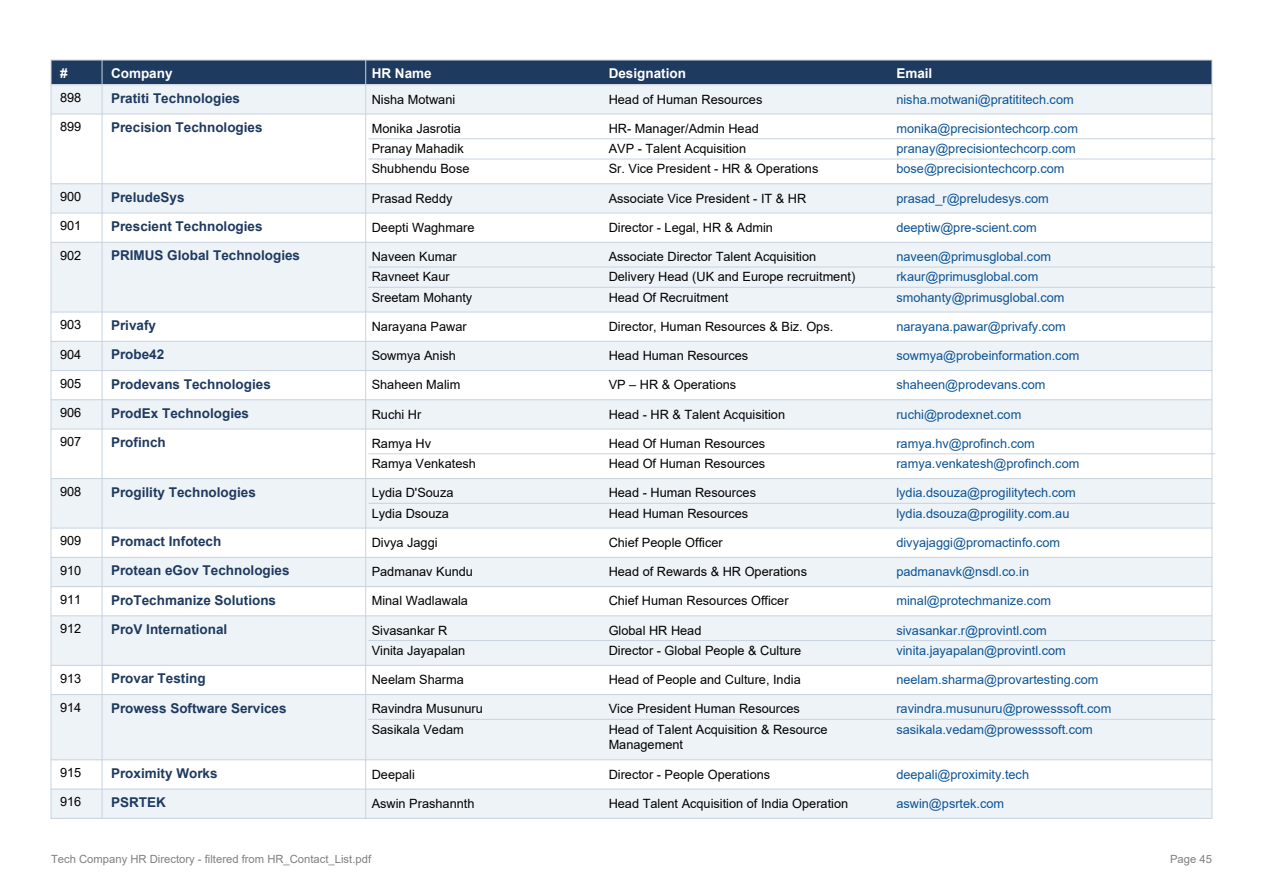 # Company HR Name Designation Email
898 Pratiti Technologies Nisha Motwani Head of Human Resources nisha.motwani@pratititech.com
899 Precision Technologies Monika Jasrotia HR- Manager/Admin Head monika@precisiontechcorp.com
Pranay Mahadik AVP - Talent Acquisition pranay@precisiontechcorp.com
Shubhendu Bose Sr. Vice President - HR & Operations bose@precisiontechcorp.com
900 PreludeSys Prasad Reddy Associate Vice President - IT & HR prasad_r@preludesys.com
901 Prescient Technologies Deepti Waghmare Director - Legal, HR & Admin deeptiw@pre-scient.com
902 PRIMUS Global Technologies Naveen Kumar Associate Director Talent Acquisition naveen@primusglobal.com
Ravneet Kaur Delivery Head (UK and Europe recruitment) rkaur@primusglobal.com
Sreetam Mohanty Head Of Recruitment smohanty@primusglobal.com
903 Privafy Narayana Pawar Director, Human Resources & Biz. Ops. narayana.pawar@privafy.com
904 Probe42 Sowmya Anish Head Human Resources sowmya@probeinformation.com
905 Prodevans Technologies Shaheen Malim VP – HR & Operations shaheen@prodevans.com
906 ProdEx Technologies Ruchi Hr Head - HR & Talent Acquisition ruchi@prodexnet.com
907 Profinch Ramya Hv Head Of Human Resources ramya.hv@profinch.com
Ramya Venkatesh Head Of Human Resources ramya.venkatesh@profinch.com
908 Progility Technologies Lydia D'Souza Head - Human Resources lydia.dsouza@progilitytech.com
Lydia Dsouza Head Human Resources lydia.dsouza@progility.com.au
909 Promact Infotech Divya Jaggi Chief People Officer divyajaggi@promactinfo.com
910 Protean eGov Technologies Padmanav Kundu Head of Rewards & HR Operations padmanavk@nsdl.co.in
911 ProTechmanize Solutions Minal Wadlawala Chief Human Resources Officer minal@protechmanize.com
912 ProV International Sivasankar R Global HR Head sivasankar.r@provintl.com
Vinita Jayapalan Director - Global People & Culture vinita.jayapalan@provintl.com
913 Provar Testing Neelam Sharma Head of People and Culture, India neelam.sharma@provartesting.com
914 Prowess Software Services Ravindra Musunuru Vice President Human Resources ravindra.musunuru@prowesssoft.com
Sasikala Vedam Head of Talent Acquisition & Resource sasikala.vedam@prowesssoft.com
Management
915 Proximity Works Deepali Director - People Operations deepali@proximity.tech
916 PSRTEK Aswin Prashannth Head Talent Acquisition of India Operation aswin@psrtek.com
Tech Company HR Directory - filtered from HR_Contact_List.pdf Page 45